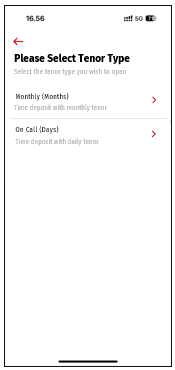 16.56
5G
Please Select Tenor Type
Select the tenor type you wish to open
Monthly (Months)
Time deposit with monthly tenor
On Call (Days)
Time deposit with daily tenor